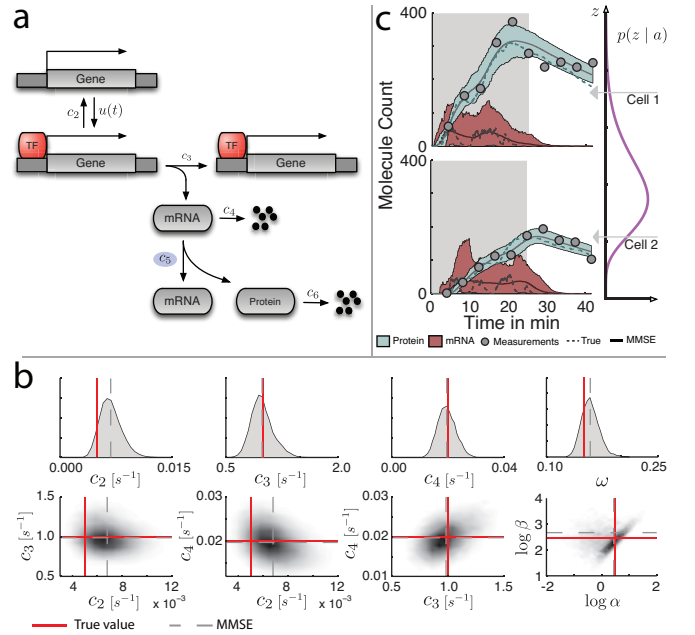 a
Gene
c₂
u(t)
TF
Gene
c₃
TF
Gene
mRNA
c₄
c₅
mRNA
Protein
c₆
c
Molecule Count
400
200
0
400
200
0
0 10 20 30 40
Time in min
z
p(z | a)
Cell 1
Cell 2
Protein mRNA Measurements True MMSE
b
0.000 0.015
c₂ [s⁻¹]
0.5 2.0
c₃ [s⁻¹]
0.00 0.04
c₄ [s⁻¹]
0.10 0.25
ω
c₃ [s⁻¹]
1.5
1.0
0.5
4 8 12
c₂ [s⁻¹] x 10⁻³
c₄ [s⁻¹]
0.03
0.02
0.01
4 8 12
c₂ [s⁻¹] x 10⁻³
c₄ [s⁻¹]
0.03
0.02
0.01
0.5 1.0 1.5
c₃ [s⁻¹]
log β
4
3
2
1
-2 0 2
log α
True value MMSE